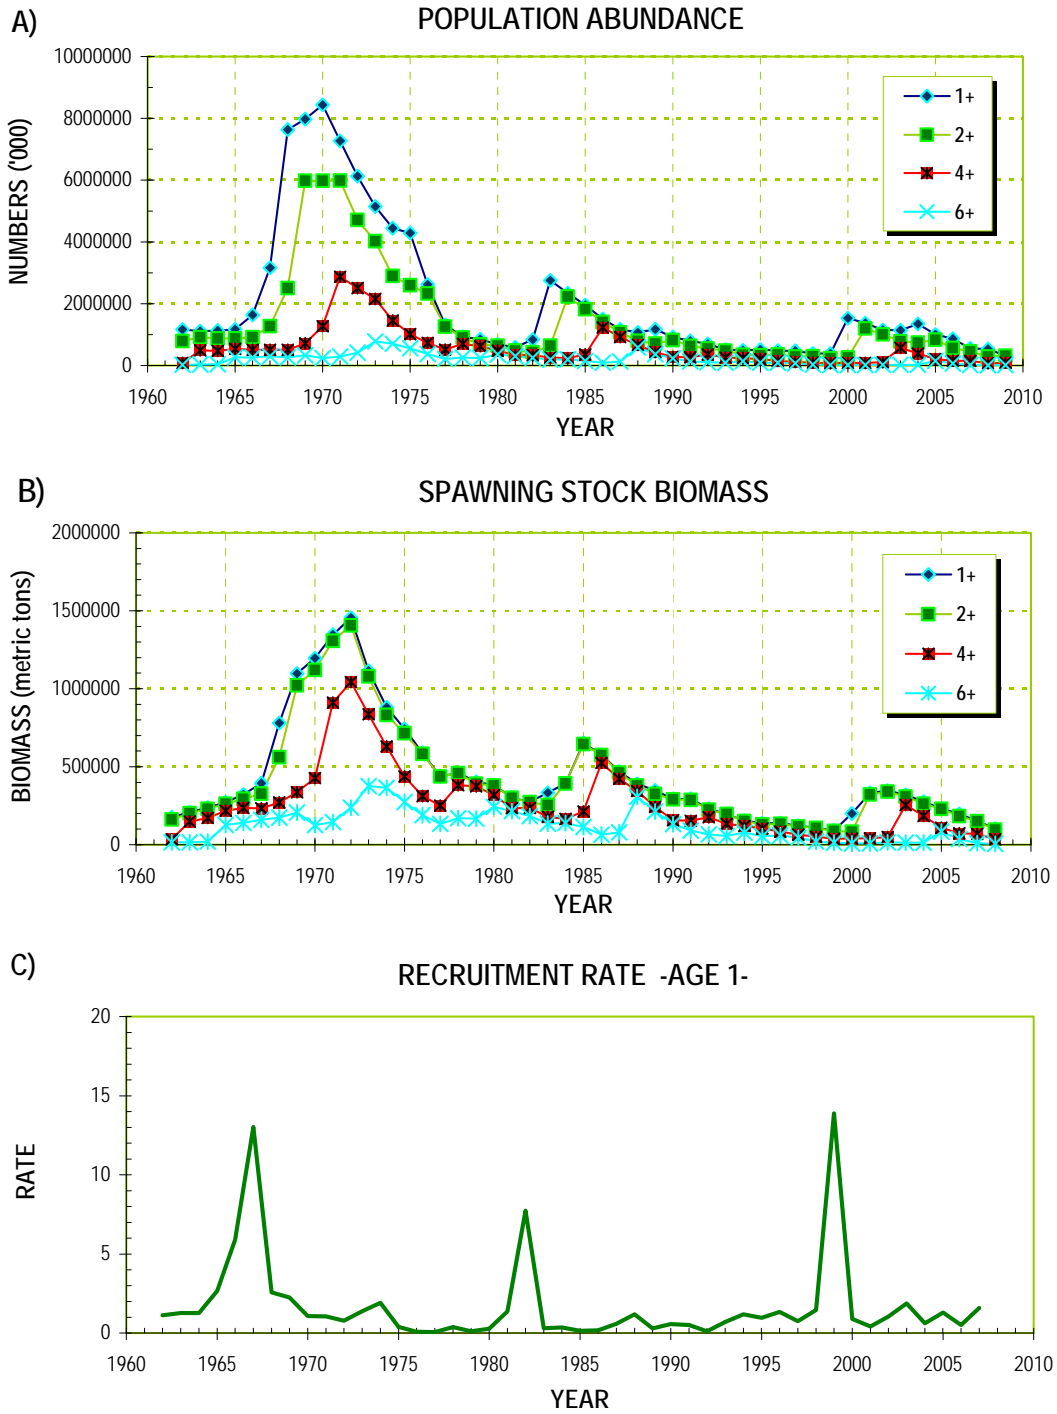 A)
POPULATION ABUNDANCE
10000000
8000000
6000000
4000000
2000000
0
NUMBERS ('000)
1+
2+
4+
6+
1960 1965 1970 1975 1980 1985 1990 1995 2000 2005 2010
YEAR
B)
SPAWNING STOCK BIOMASS
2000000
1500000
1000000
500000
0
BIOMASS (metric tons)
1+
2+
4+
6+
1960 1965 1970 1975 1980 1985 1990 1995 2000 2005 2010
YEAR
C)
RECRUITMENT RATE -AGE 1-
20
15
10
5
0
RATE
1960 1965 1970 1975 1980 1985 1990 1995 2000 2005 2010
YEAR